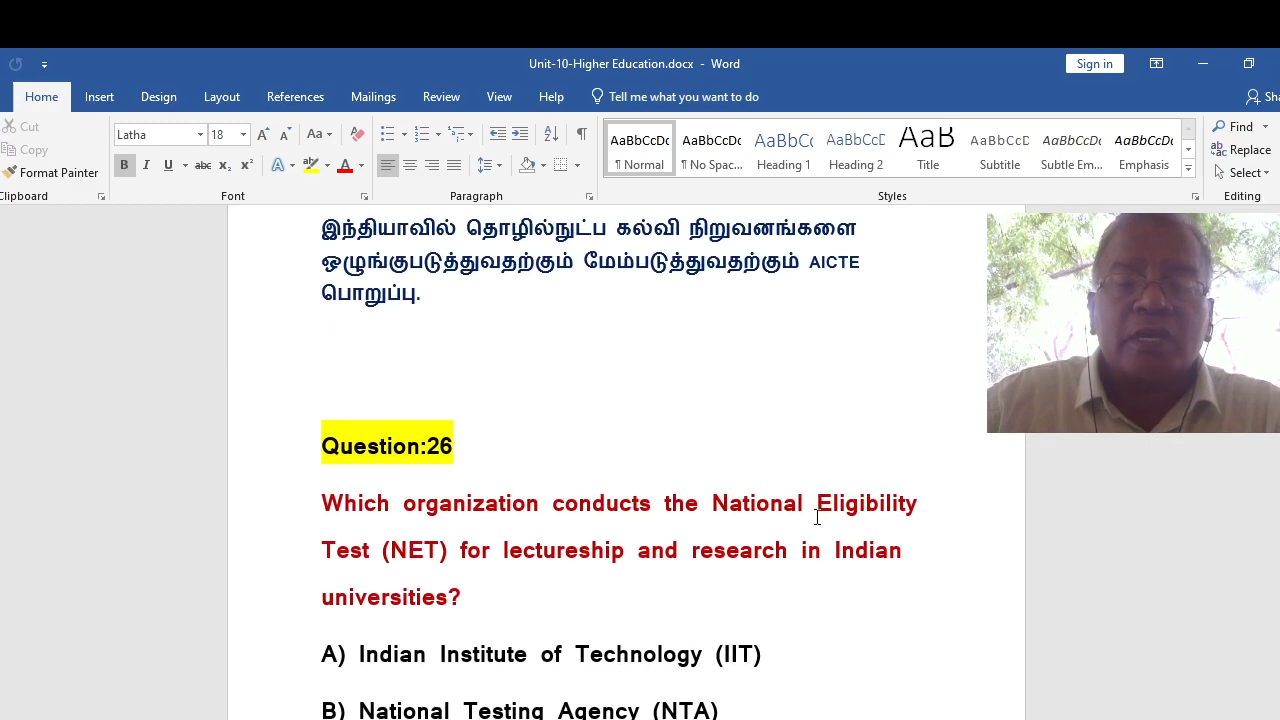 Unit-10-Higher Education.docx - Word
Sign in
Home Insert Design Layout References Mailings Review View Help Tell me what you want to do Sha
Cut
Copy
Format Painter
Clipboard
Latha 18
Font
Paragraph
AaBbCcDc AaBbCcDc AaBbCc AaBbCcD AaB AaBbCcD AaBbCcDc AaBbCcDc
¶ Normal ¶ No Spac... Heading 1 Heading 2 Title Subtitle Subtle Em... Emphasis
Styles
Find
Replace
Select
Editing
இந்தியாவில் தொழில்நுட்ப கல்வி நிறுவனங்களை
ஒழுங்குபடுத்துவதற்கும் மேம்படுத்துவதற்கும் AICTE
பொறுப்பு.
Question:26
Which organization conducts the National Eligibility
Test (NET) for lectureship and research in Indian
universities?
A) Indian Institute of Technology (IIT)
B) National Testing Agency (NTA)